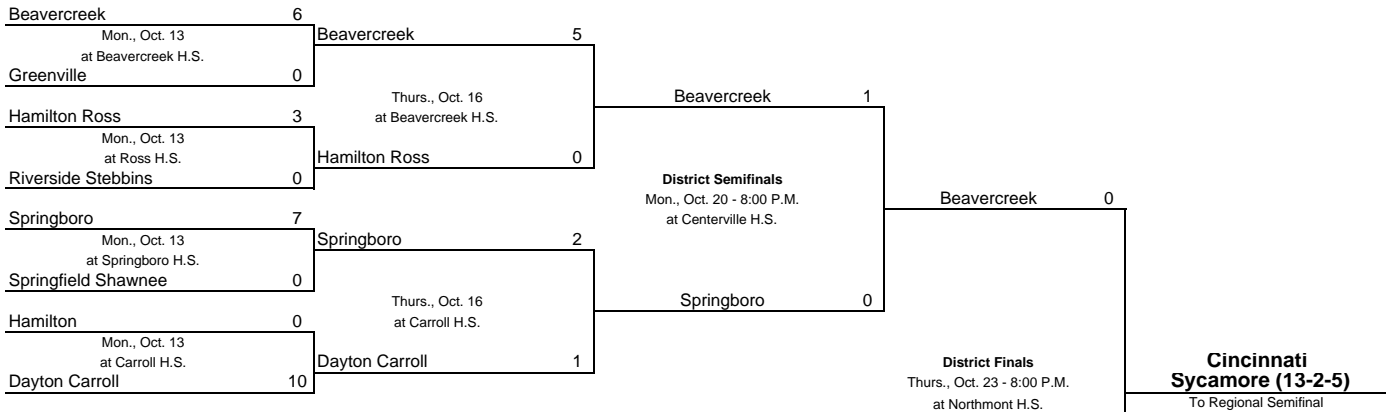 Beavercreek 6
Mon., Oct. 13
at Beavercreek H.S.
Greenville 0
Hamilton Ross 3
Mon., Oct. 13
at Ross H.S.
Riverside Stebbins 0
Springboro 7
Mon., Oct. 13
at Springboro H.S.
Springfield Shawnee 0
Hamilton 0
Mon., Oct. 13
at Carroll H.S.
Dayton Carroll 10
Beavercreek 5
Thurs., Oct. 16
at Beavercreek H.S.
Hamilton Ross 0
Springboro 2
Thurs., Oct. 16
at Carroll H.S.
Dayton Carroll 1
Beavercreek 1
District Semifinals
Mon., Oct. 20 - 8:00 P.M.
at Centerville H.S.
Springboro 0
Beavercreek 0
District Finals
Thurs., Oct. 23 - 8:00 P.M.
at Northmont H.S.
Cincinnati
Sycamore (13-2-5)
To Regional Semifinal